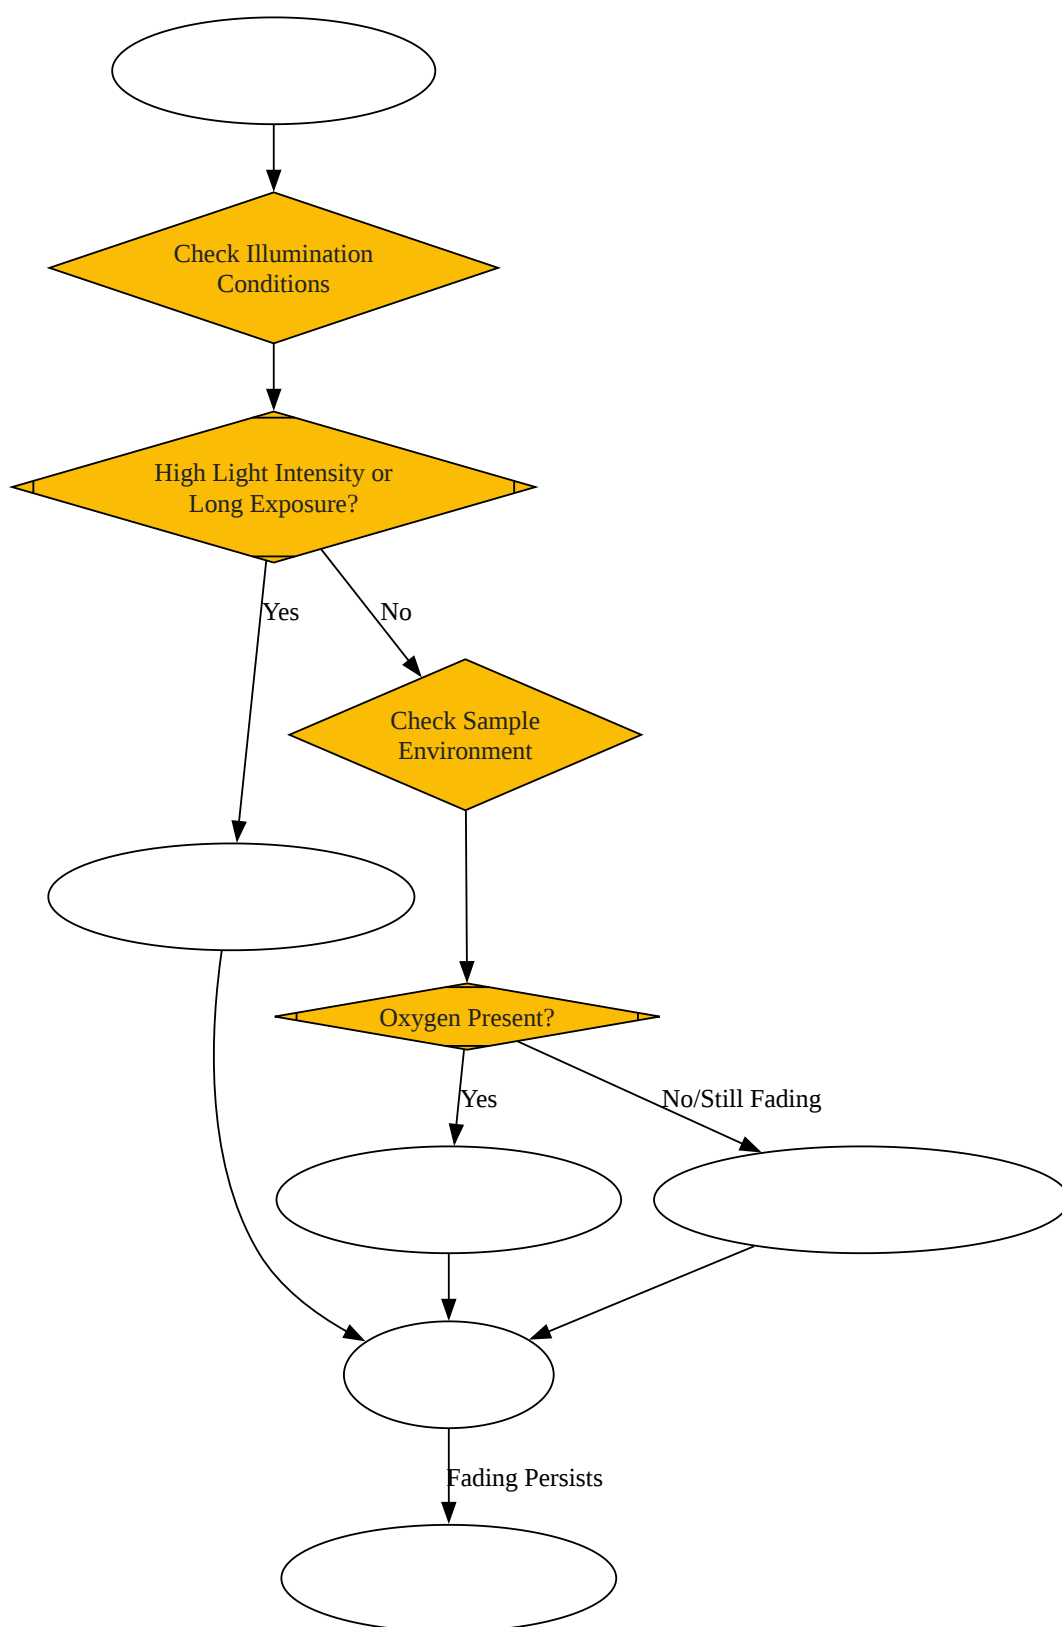 Check Illumination
Conditions
High Light Intensity or
Long Exposure?
Yes
No
Check Sample
Environment
Oxygen Present?
Yes
No/Still Fading
Fading Persists